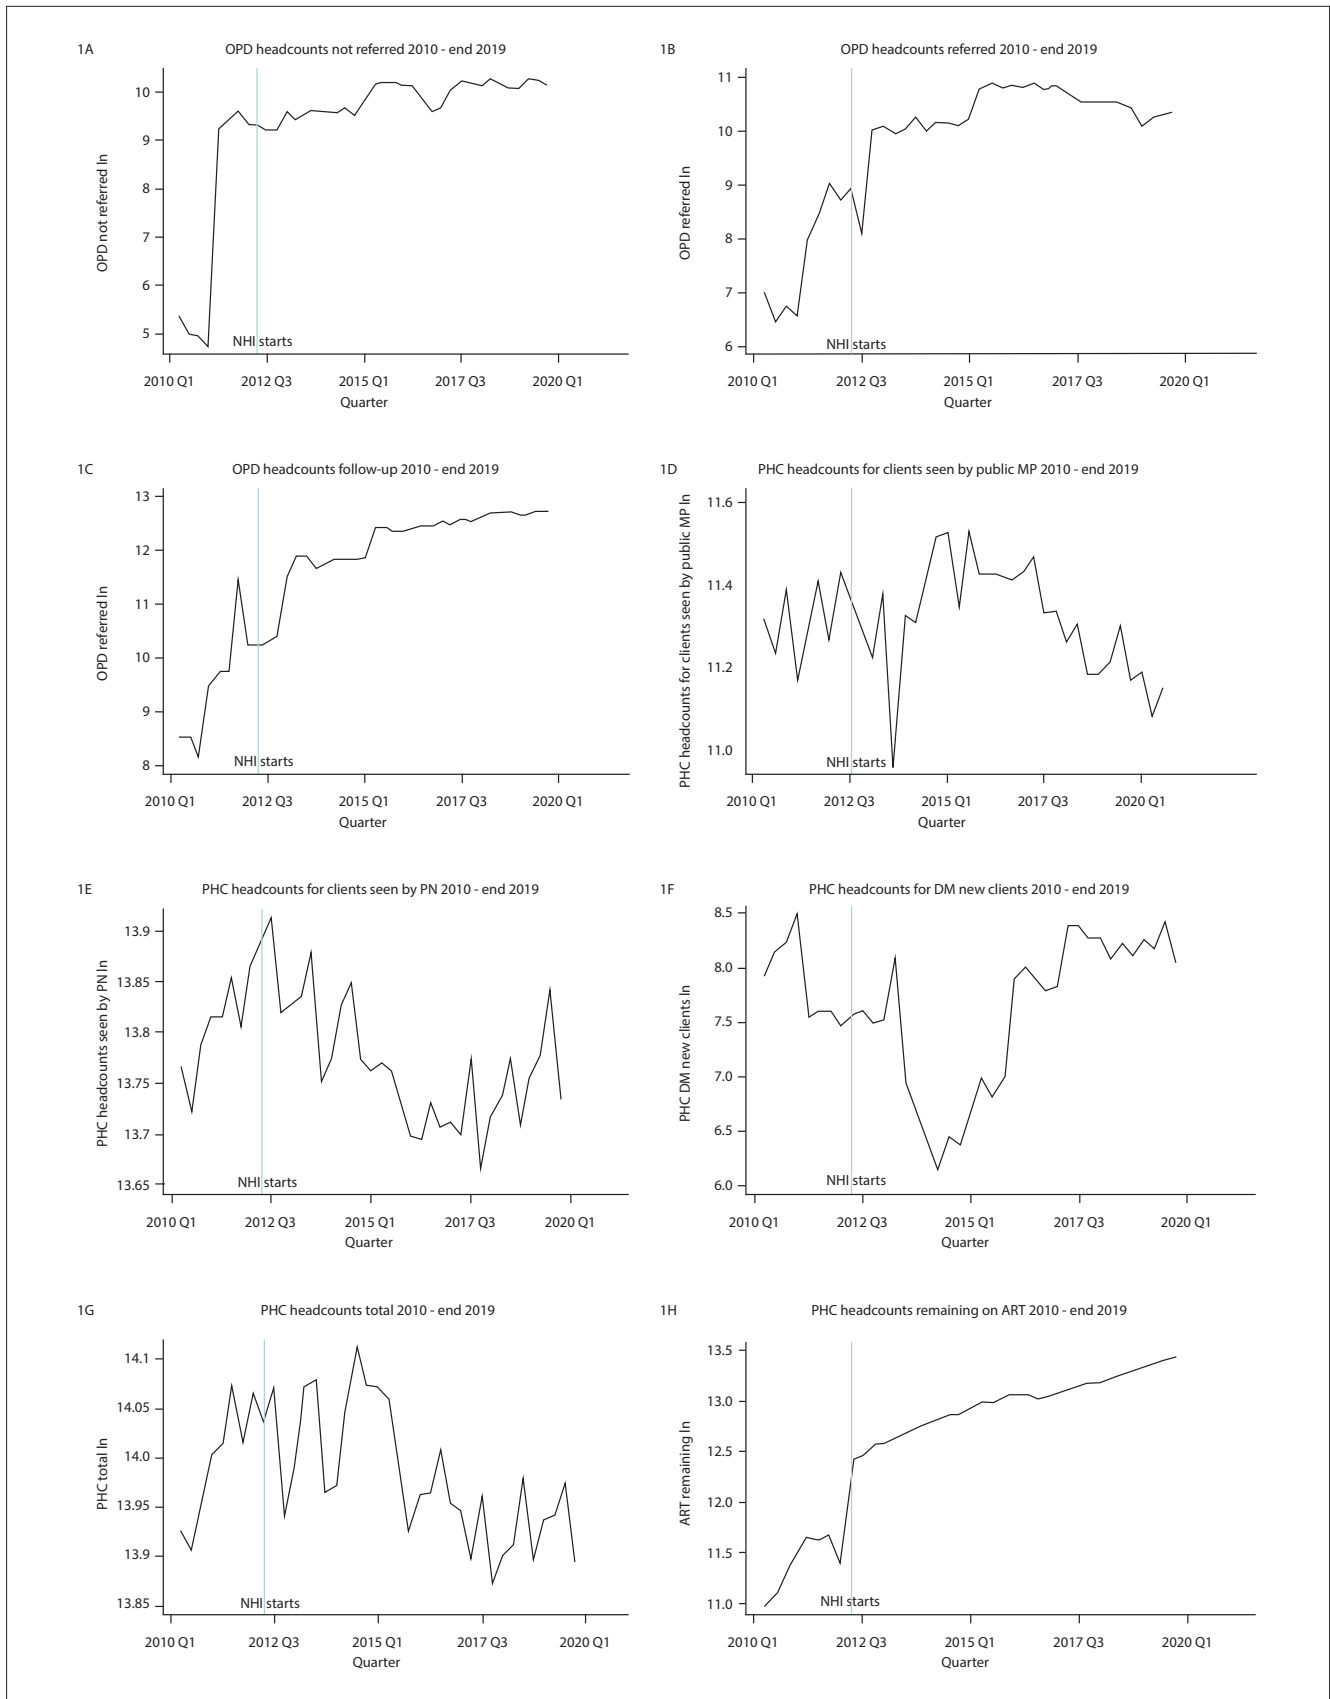 1A OPD headcounts not referred 2010 - end 2019
OPD not referred ln
10
9
8
7
6
5
NHI starts
2010 Q1 2012 Q3 2015 Q1 2017 Q3 2020 Q1
Quarter
1B OPD headcounts referred 2010 - end 2019
OPD referred ln
11
10
9
8
7
6
NHI starts
2010 Q1 2012 Q3 2015 Q1 2017 Q3 2020 Q1
Quarter
1C OPD headcounts follow-up 2010 - end 2019
OPD referred ln
13
12
11
10
9
8
NHI starts
2010 Q1 2012 Q3 2015 Q1 2017 Q3 2020 Q1
Quarter
1D PHC headcounts for clients seen by public MP 2010 - end 2019
PHC headcounts for clients seen by public MP ln
11.6
11.4
11.2
11.0
NHI starts
2010 Q1 2012 Q3 2015 Q1 2017 Q3 2020 Q1
Quarter
1E PHC headcounts for clients seen by PN 2010 - end 2019
PHC headcounts seen by PN ln
13.9
13.85
13.8
13.75
13.7
13.65
NHI starts
2010 Q1 2012 Q3 2015 Q1 2017 Q3 2020 Q1
Quarter
1F PHC headcounts for DM new clients 2010 - end 2019
PHC DM new clients ln
8.5
8.0
7.5
7.0
6.5
6.0
NHI starts
2010 Q1 2012 Q3 2015 Q1 2017 Q3 2020 Q1
Quarter
1G PHC headcounts total 2010 - end 2019
PHC total ln
14.1
14.05
14.0
13.95
13.9
13.85
NHI starts
2010 Q1 2012 Q3 2015 Q1 2017 Q3 2020 Q1
Quarter
1H PHC headcounts remaining on ART 2010 - end 2019
ART remaining ln
13.5
13.0
12.5
12.0
11.5
11.0
NHI starts
2010 Q1 2012 Q3 2015 Q1 2017 Q3 2020 Q1
Quarter